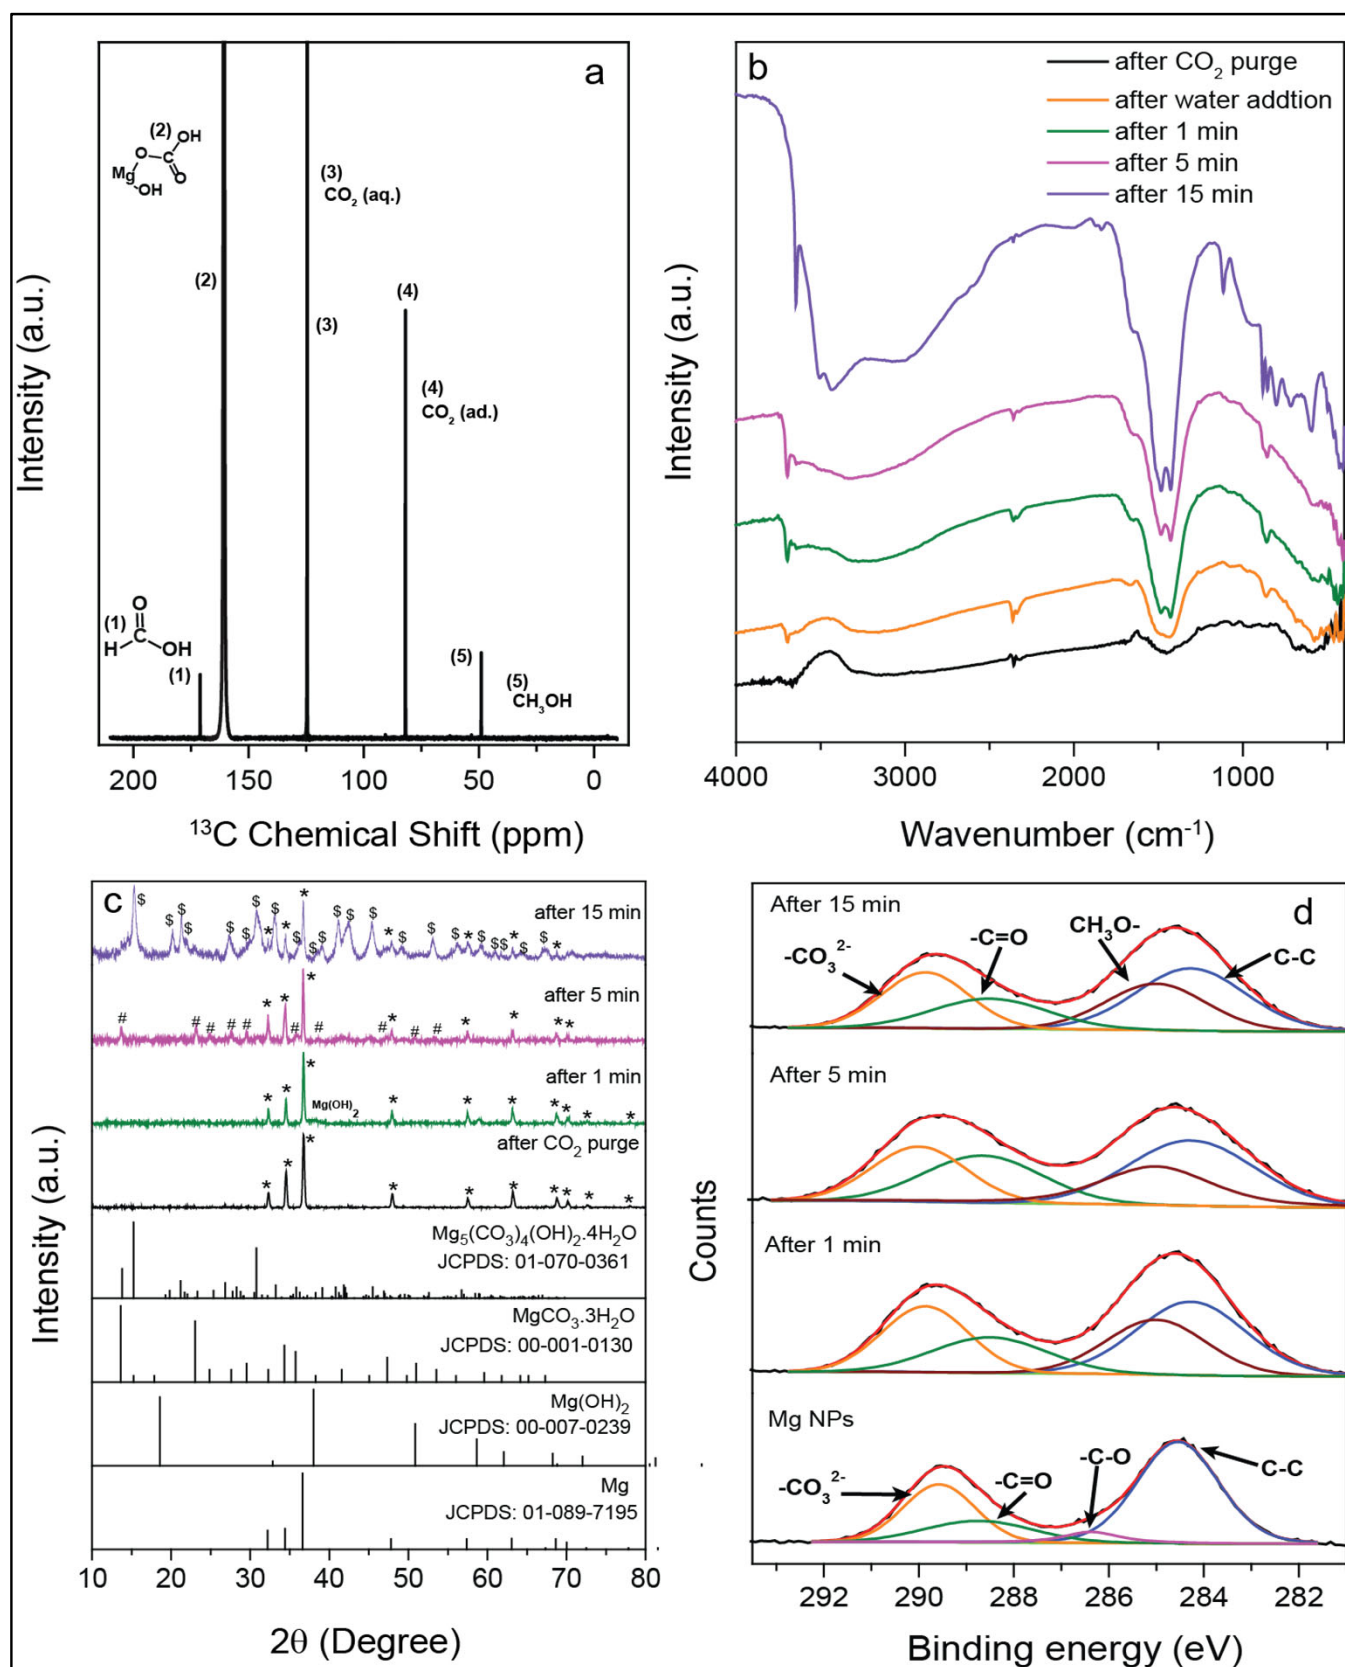 a
(2)
OH
O
C
Mg
O
OH
(3)
CO₂ (aq.)
(2)
(4)
(3)
(4)
CO₂ (ad.)
(1)
O
H
C
OH
(1)
(5)
(5)
CH₃OH
200 150 100 50 0
¹³C Chemical Shift (ppm)
Intensity (a.u.)
b
after CO₂ purge
after water addtion
after 1 min
after 5 min
after 15 min
4000 3000 2000 1000
Wavenumber (cm⁻¹)
Intensity (a.u.)
c
$ $ $ $ $ $ $ * * $ * $ $ $ $ $ * $ $ $ * $ $ $ * $ $ *
after 15 min
after 5 min
# # # # # * * # * # # * # # * * * *
after 1 min
* * * Mg(OH)₂ * * * * * * *
after CO₂ purge
* * * * * * * * * *
Mg₅(CO₃)₄(OH)₂.4H₂O
JCPDS: 01-070-0361
MgCO₃.3H₂O
JCPDS: 00-001-0130
Mg(OH)₂
JCPDS: 00-007-0239
Mg
JCPDS: 01-089-7195
10 20 30 40 50 60 70 80
2θ (Degree)
Intensity (a.u.)
d
After 15 min
-CO₃²⁻
-C=O
CH₃O-
C-C
After 5 min
After 1 min
Mg NPs
-CO₃²⁻
-C=O
-C-O
C-C
292 290 288 286 284 282
Binding energy (eV)
Counts